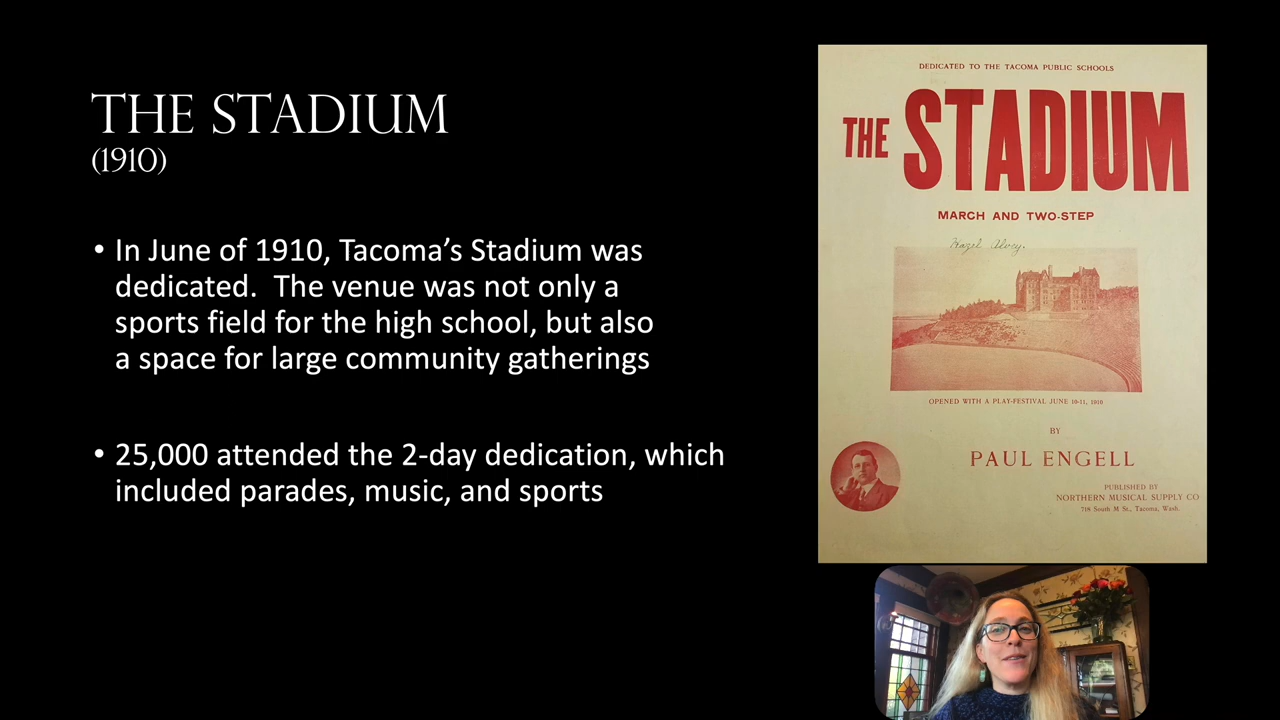 THE STADIUM
(1910)
• In June of 1910, Tacoma’s Stadium was
dedicated.  The venue was not only a
sports field for the high school, but also
a space for large community gatherings
• 25,000 attended the 2-day dedication, which
included parades, music, and sports
DEDICATED TO THE TACOMA PUBLIC SCHOOLS
THE STADIUM
MARCH AND TWO-STEP
Hazel Alvey.
OPENED WITH A PLAY-FESTIVAL JUNE 10-11, 1910
BY
PAUL ENGELL
PUBLISHED BY
NORTHERN MUSICAL SUPPLY CO
718 South M St., Tacoma, Wash.